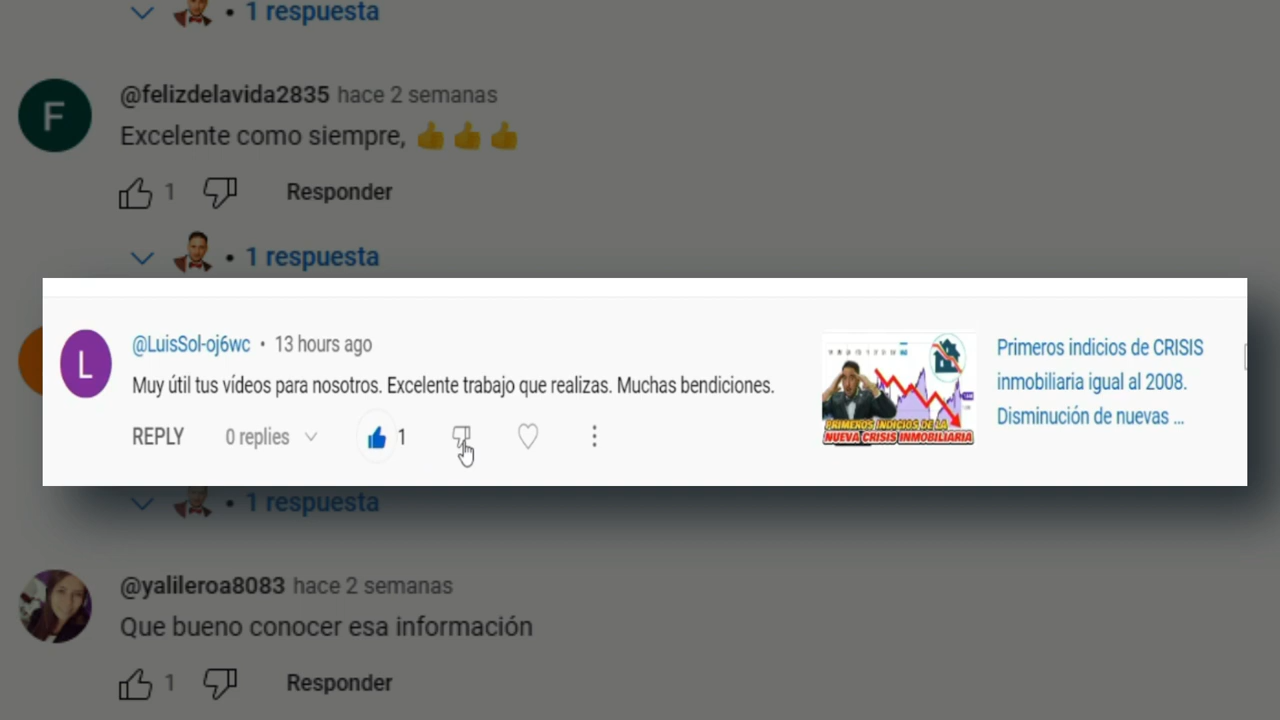 1 respuesta
@felizdelavida2835 hace 2 semanas
Excelente como siempre, 👍👍👍
1 Responder
1 respuesta
@LuisSol-oj6wc • 13 hours ago
Muy útil tus vídeos para nosotros. Excelente trabajo que realizas. Muchas bendiciones.
REPLY 0 replies 1
PRIMEROS INDICIOS DE LA
NUEVA CRISIS INMOBILIARIA
Primeros indicios de CRISIS
inmobiliaria igual al 2008.
Disminución de nuevas ...
1 respuesta
@yalileroa8083 hace 2 semanas
Que bueno conocer esa información
1 Responder